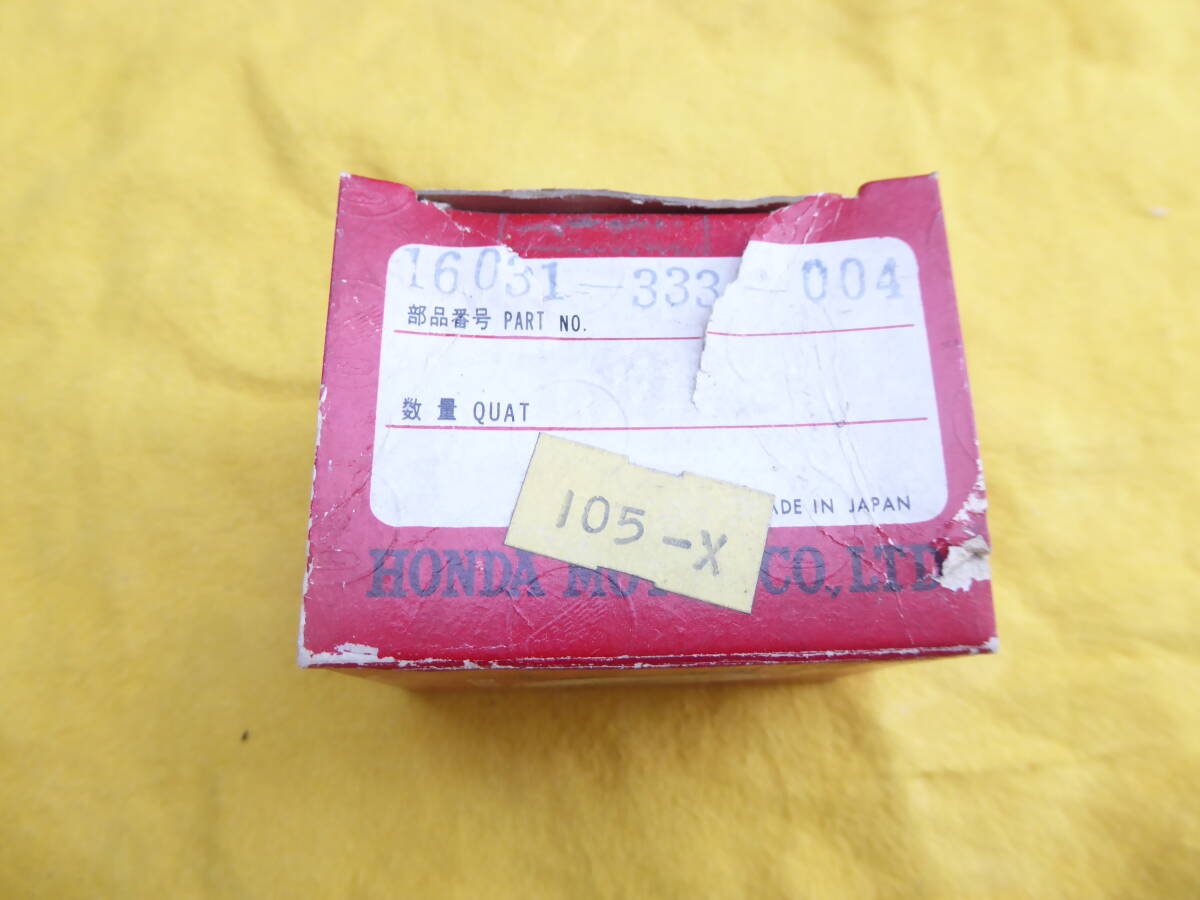 16031-333-004
部品番号 PART NO.
数量 QUAT
ADE IN JAPAN
105-X
HONDA MO CO., LTD